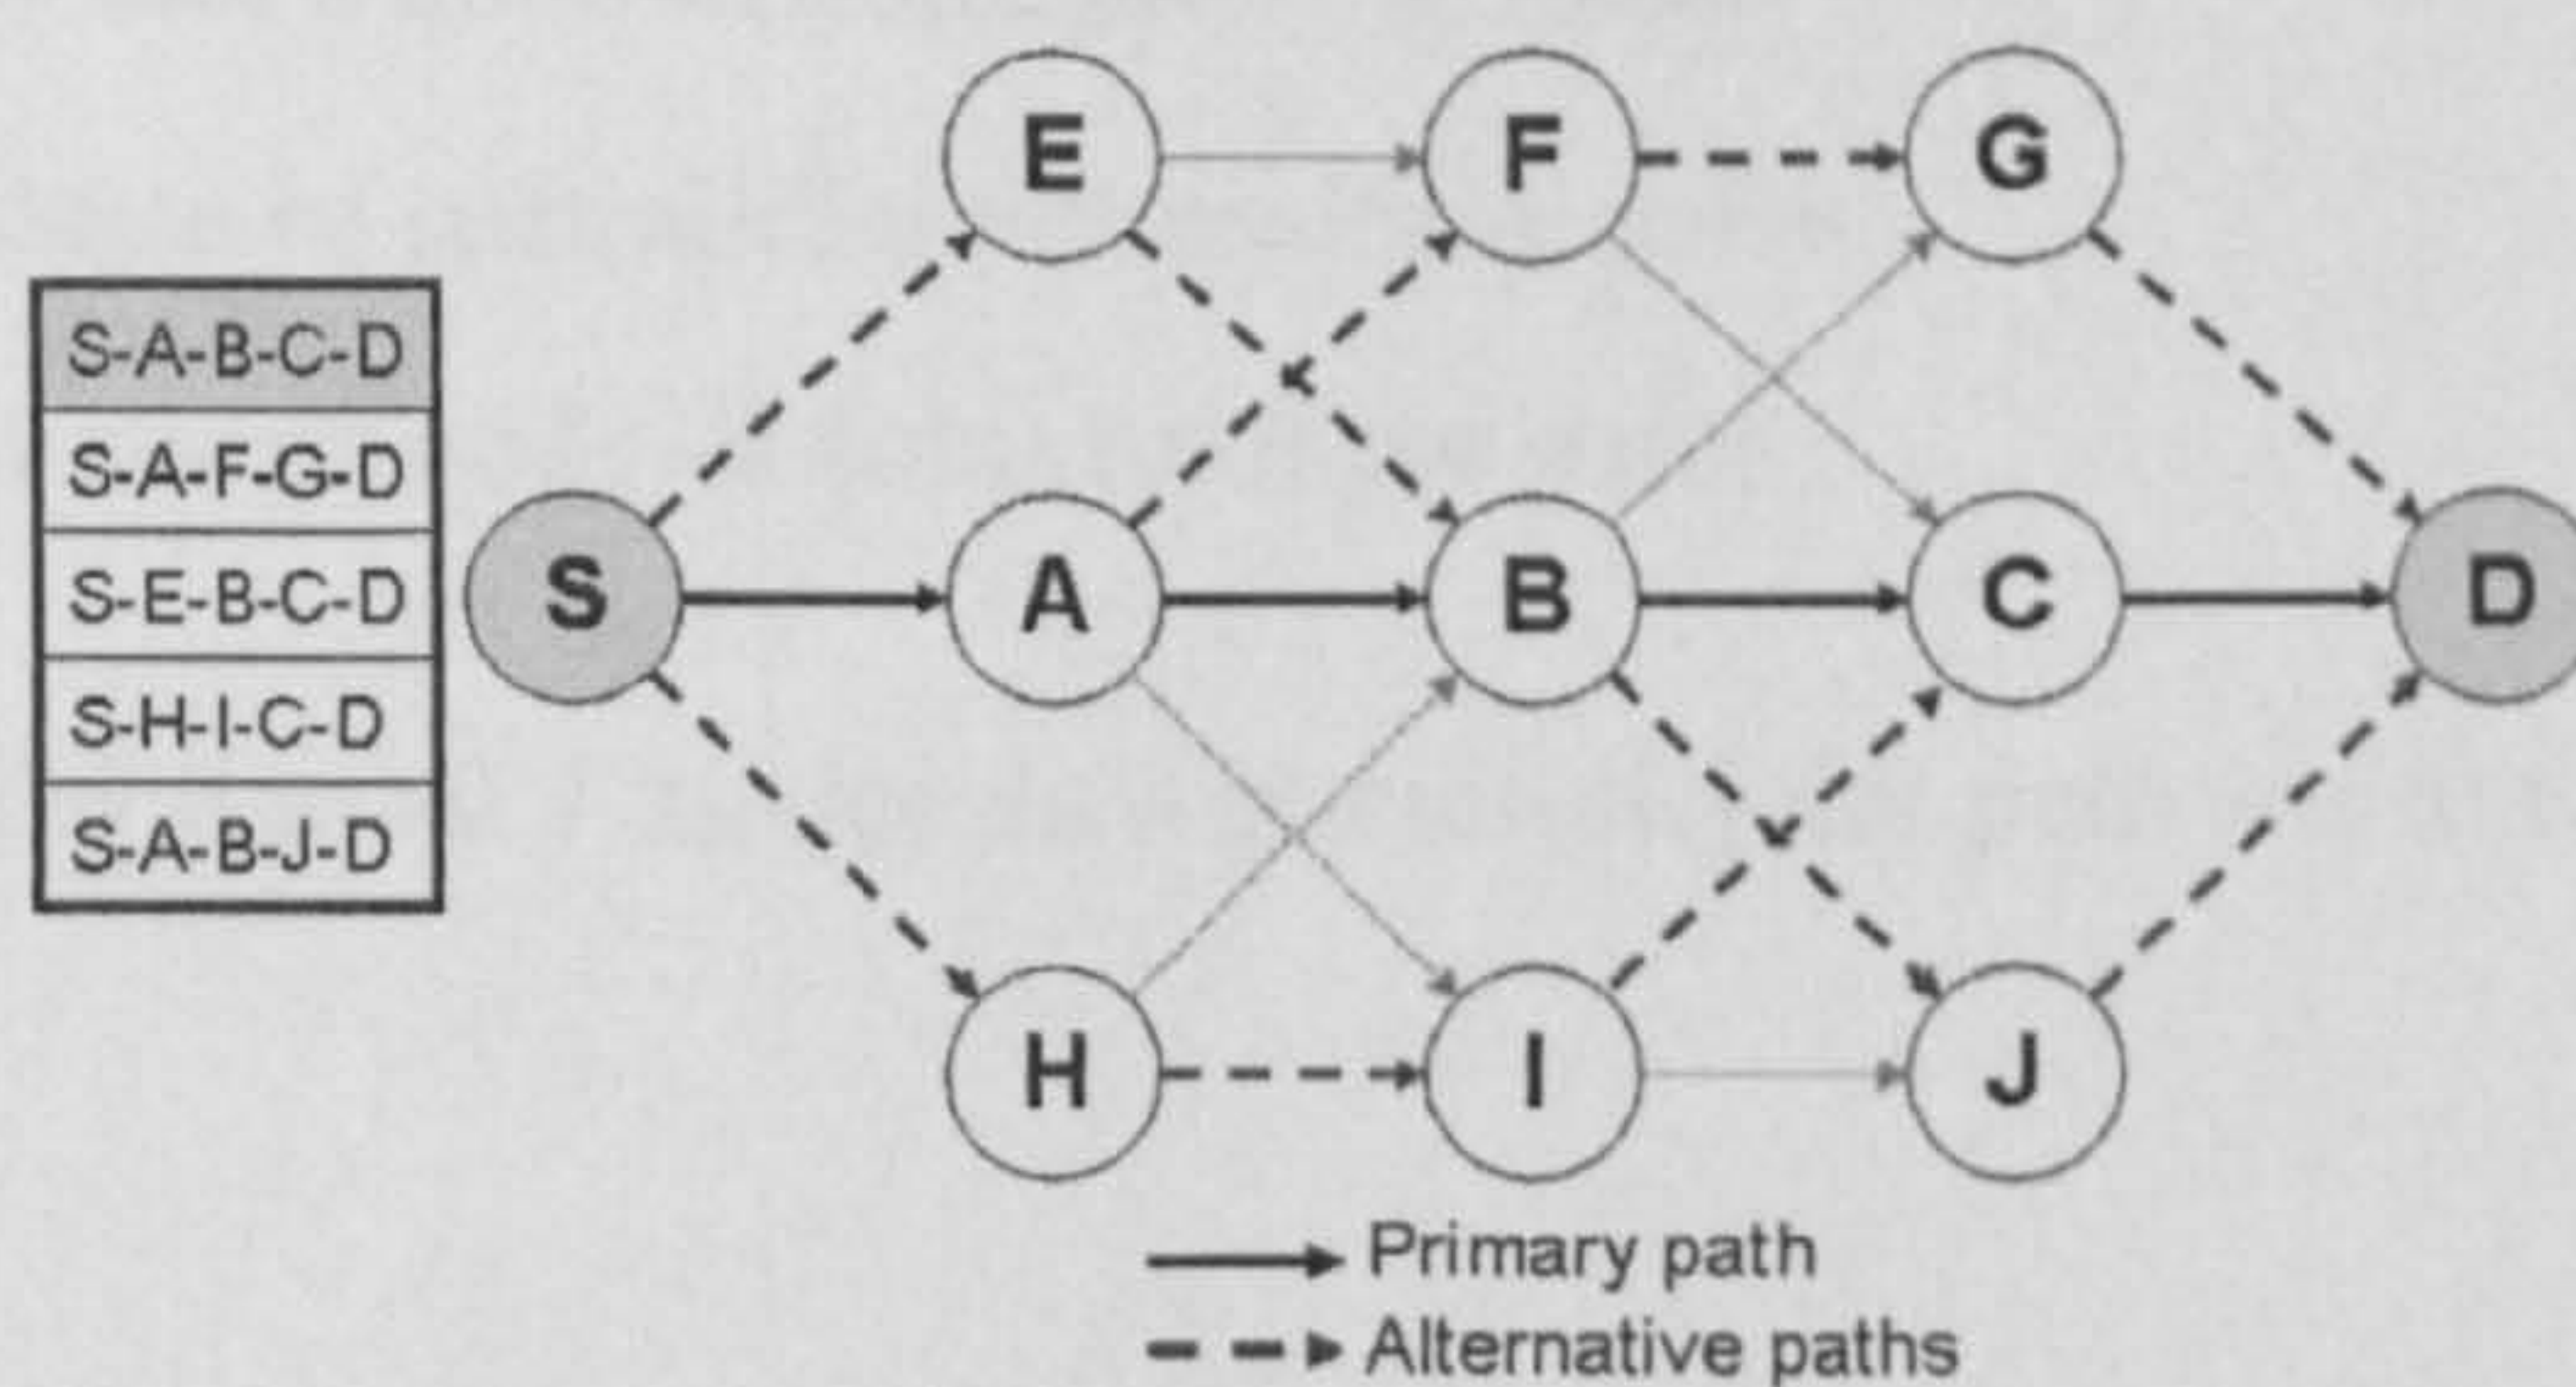 E
F
G
S-A-B-C-D
S-A-F-G-D
S-E-B-C-D
S-H-I-C-D
S-A-B-J-D
S
A
B
C
D
H
I
J
Primary path
Alternative paths